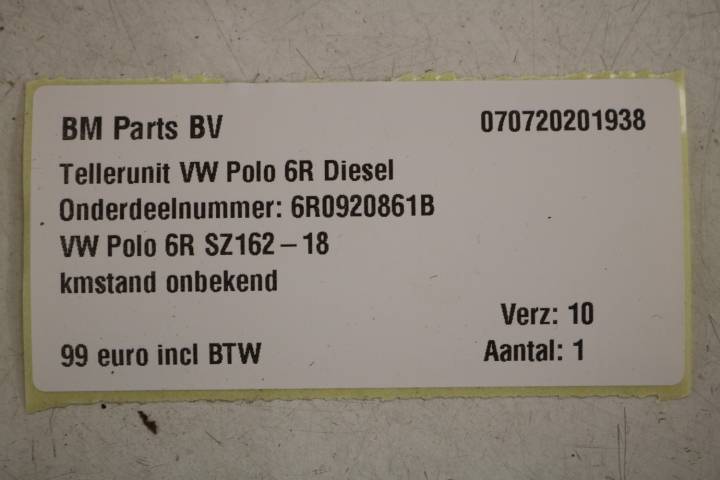 BM Parts BV 070720201938
Tellerunit VW Polo 6R Diesel
Onderdeelnummer: 6R0920861B
VW Polo 6R SZ162 – 18
kmstand onbekend
Verz: 10
99 euro incl BTW Aantal: 1